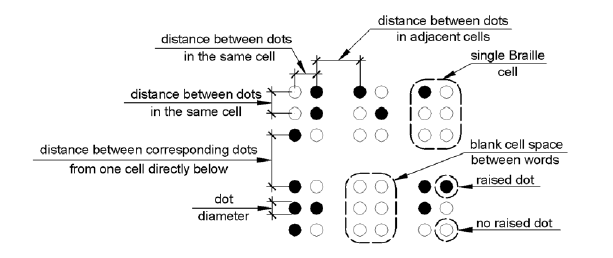 distance between dots
in the same cell
distance between dots
in adjacent cells
single Braille
cell
distance between dots
in the same cell
distance between corresponding dots
from one cell directly below
blank cell space
between words
raised dot
dot
diameter
no raised dot